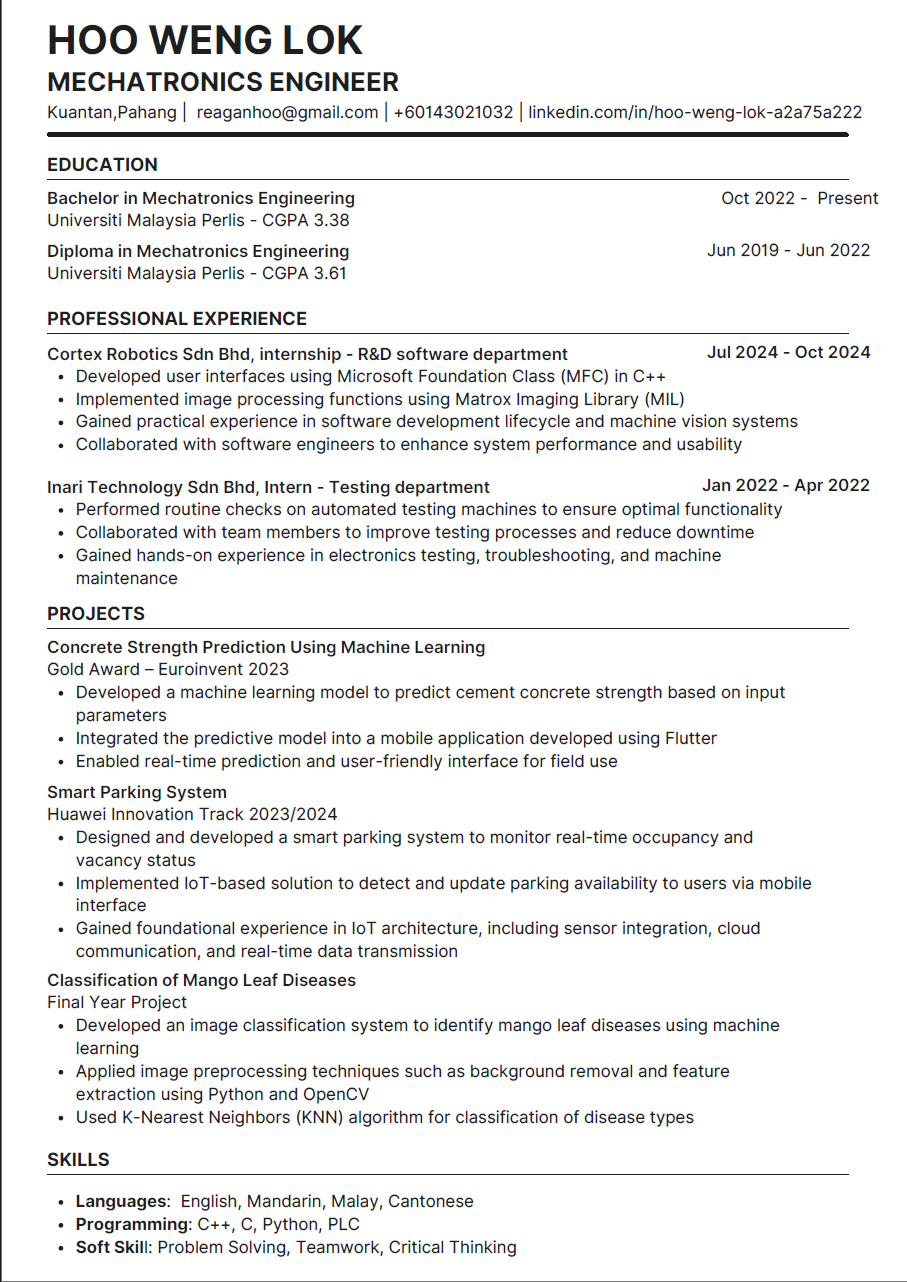 HOO WENG LOK
MECHATRONICS ENGINEER
Kuantan,Pahang | reaganhoo@gmail.com | +60143021032 | linkedin.com/in/hoo-weng-lok-a2a75a222
EDUCATION
Bachelor in Mechatronics Engineering Oct 2022 - Present
Universiti Malaysia Perlis - CGPA 3.38
Diploma in Mechatronics Engineering Jun 2019 - Jun 2022
Universiti Malaysia Perlis - CGPA 3.61
PROFESSIONAL EXPERIENCE
Cortex Robotics Sdn Bhd, internship - R&D software department Jul 2024 - Oct 2024
• Developed user interfaces using Microsoft Foundation Class (MFC) in C++
• Implemented image processing functions using Matrox Imaging Library (MIL)
• Gained practical experience in software development lifecycle and machine vision systems
• Collaborated with software engineers to enhance system performance and usability
Inari Technology Sdn Bhd, Intern - Testing department Jan 2022 - Apr 2022
• Performed routine checks on automated testing machines to ensure optimal functionality
• Collaborated with team members to improve testing processes and reduce downtime
• Gained hands-on experience in electronics testing, troubleshooting, and machine
maintenance
PROJECTS
Concrete Strength Prediction Using Machine Learning
Gold Award – Euroinvent 2023
• Developed a machine learning model to predict cement concrete strength based on input
parameters
• Integrated the predictive model into a mobile application developed using Flutter
• Enabled real-time prediction and user-friendly interface for field use
Smart Parking System
Huawei Innovation Track 2023/2024
• Designed and developed a smart parking system to monitor real-time occupancy and
vacancy status
• Implemented IoT-based solution to detect and update parking availability to users via mobile
interface
• Gained foundational experience in IoT architecture, including sensor integration, cloud
communication, and real-time data transmission
Classification of Mango Leaf Diseases
Final Year Project
• Developed an image classification system to identify mango leaf diseases using machine
learning
• Applied image preprocessing techniques such as background removal and feature
extraction using Python and OpenCV
• Used K-Nearest Neighbors (KNN) algorithm for classification of disease types
SKILLS
• Languages: English, Mandarin, Malay, Cantonese
• Programming: C++, C, Python, PLC
• Soft Skill: Problem Solving, Teamwork, Critical Thinking